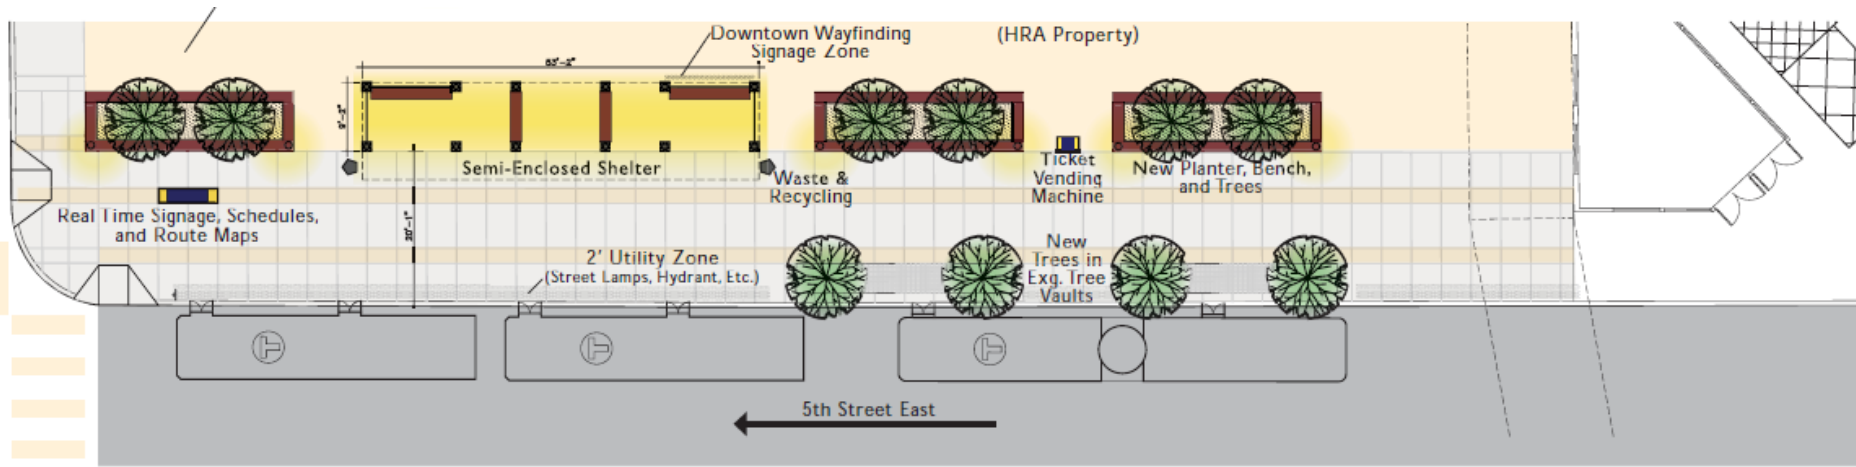 Downtown Wayfinding
Signage Zone
(HRA Property)
Semi-Enclosed Shelter
Waste &
Recycling
Ticket
Vending
Machine
New Planter, Bench,
and Trees
Real Time Signage, Schedules,
and Route Maps
20'-1"
2' Utility Zone
(Street Lamps, Hydrant, Etc.)
New
Trees in
Exg. Tree
Vaults
T
T
T
5th Street East